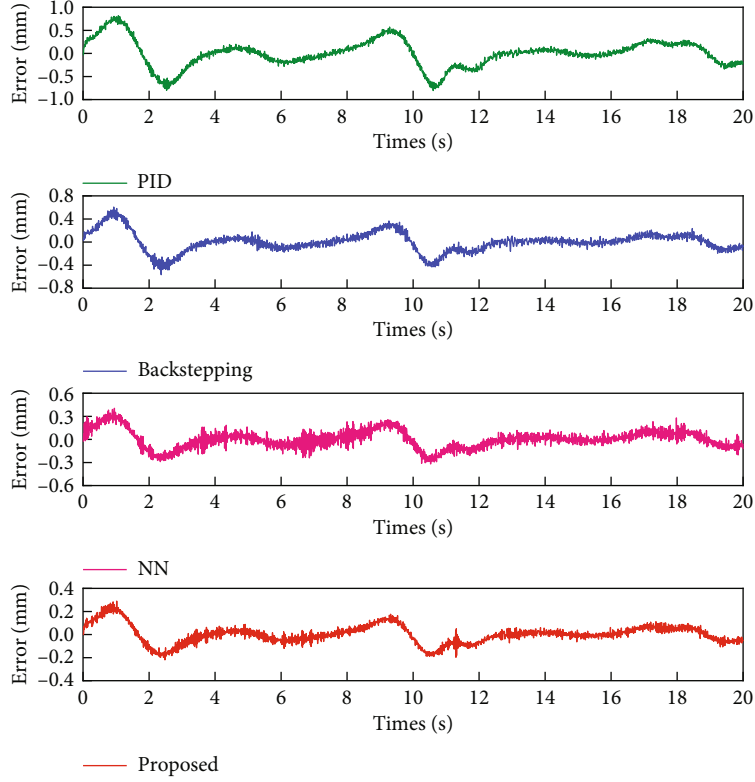 Error (mm)
1.0
0.5
0.0
–0.5
–1.0
0 2 4 6 8 10 12 14 16 18 20
Times (s)
PID
Error (mm)
0.8
0.4
0.0
–0.4
–0.8
0 2 4 6 8 10 12 14 16 18 20
Times (s)
Backstepping
Error (mm)
0.6
0.3
0.0
–0.3
–0.6
0 2 4 6 8 10 12 14 16 18 20
Times (s)
NN
Error (mm)
0.4
0.2
0.0
–0.2
–0.4
0 2 4 6 8 10 12 14 16 18 20
Times (s)
Proposed